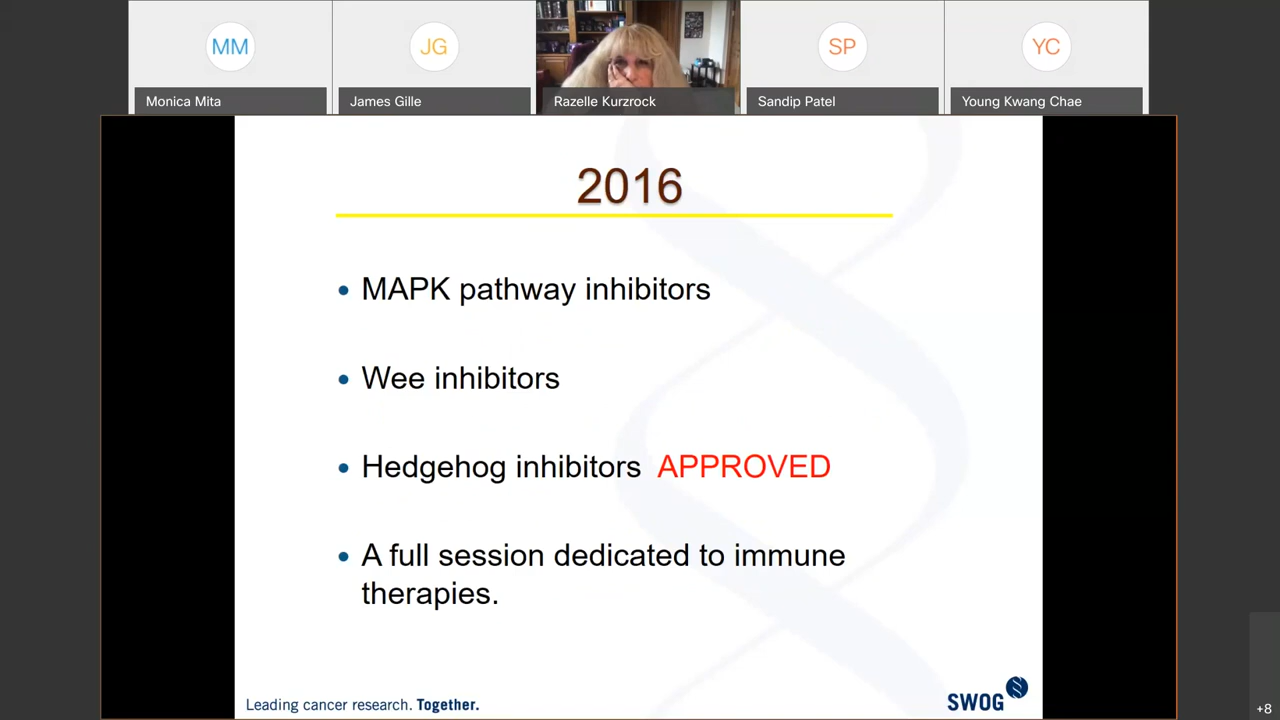 MM
JG
SP
YC
Monica Mita
James Gille
Razelle Kurzrock
Sandip Patel
Young Kwang Chae
2016
• MAPK pathway inhibitors
• Wee inhibitors
• Hedgehog inhibitors APPROVED
• A full session dedicated to immune
therapies.
Leading cancer research. Together.
SWOG
+8